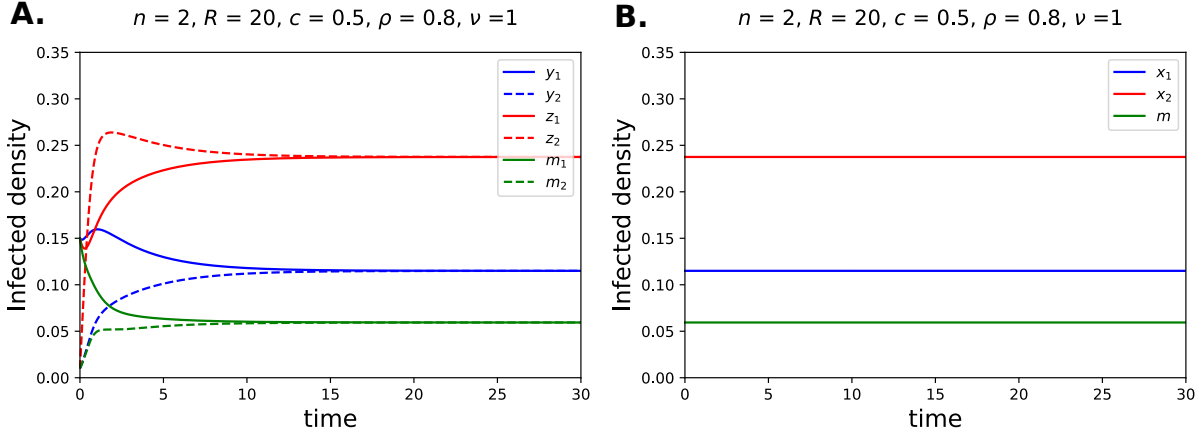 A.
n = 2, R = 20, c = 0.5, ρ = 0.8, ν =1
Infected density
0.35
0.30
0.25
0.20
0.15
0.10
0.05
0.00
0 5 10 15 20 25 30
time
y₁
y₂
z₁
z₂
m₁
m₂
B.
n = 2, R = 20, c = 0.5, ρ = 0.8, ν =1
Infected density
0.35
0.30
0.25
0.20
0.15
0.10
0.05
0.00
0 5 10 15 20 25 30
time
x₁
x₂
m